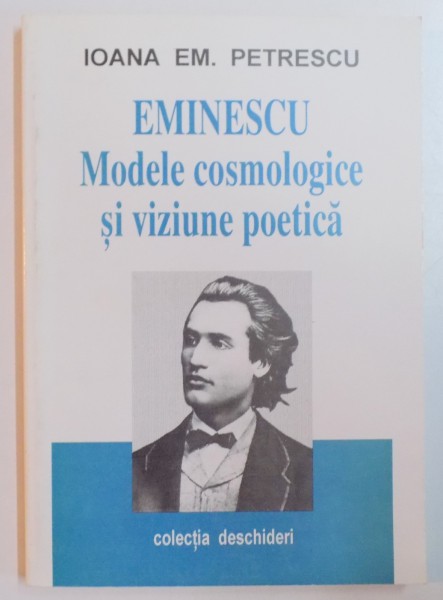 IOANA EM. PETRESCU
EMINESCU
Modele cosmologice
și viziune poetică
colecția deschideri